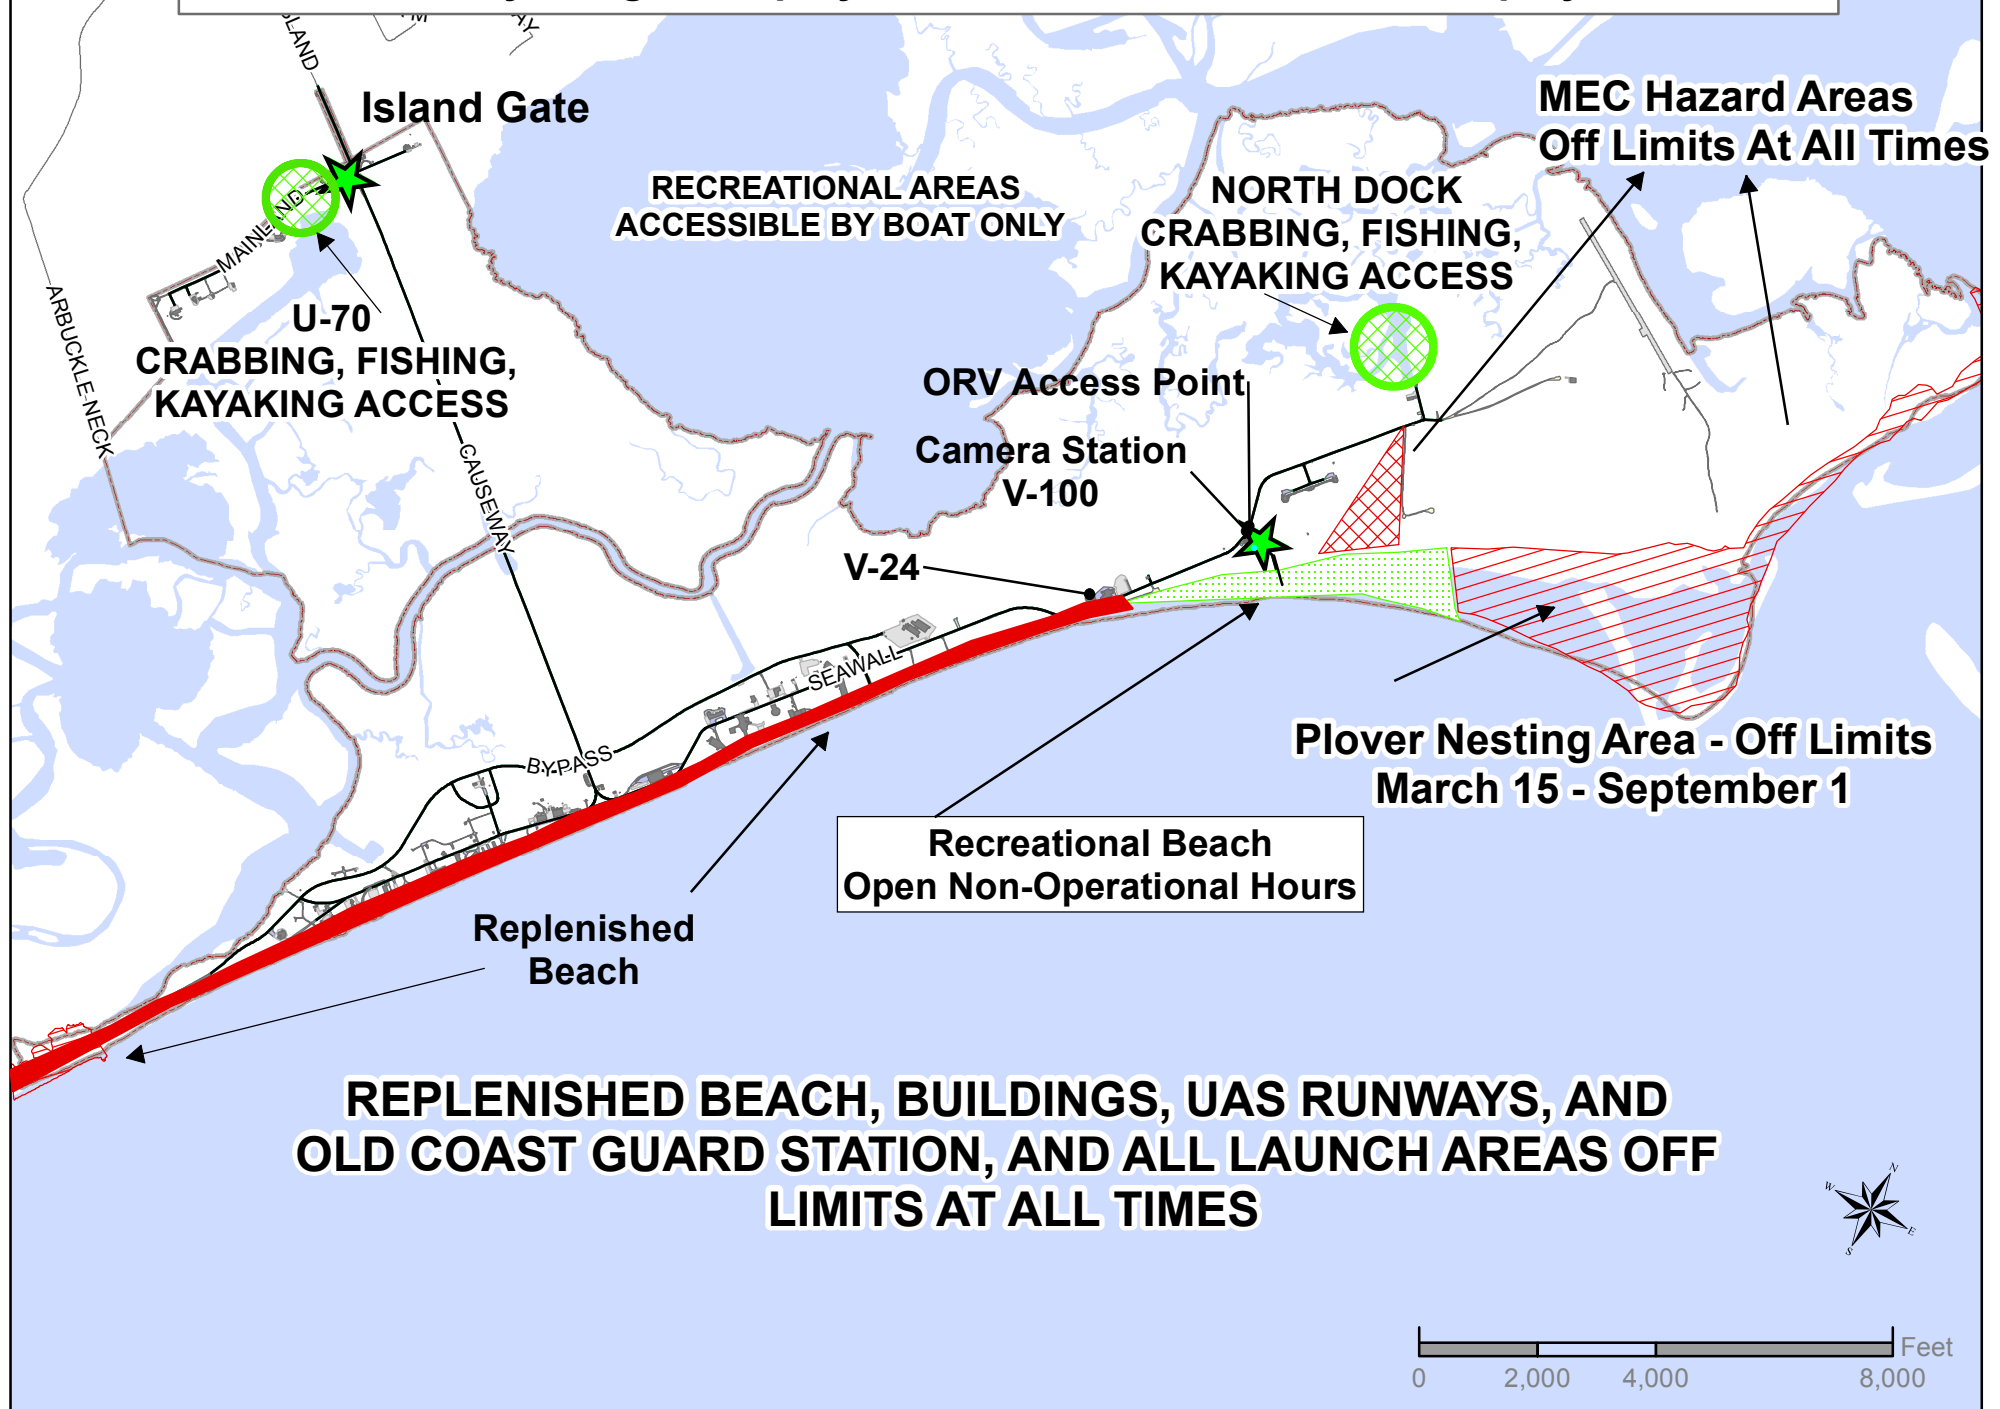 Island Gate
MEC Hazard Areas
Off Limits At All Times
RECREATIONAL AREAS
ACCESSIBLE BY BOAT ONLY
NORTH DOCK
CRABBING, FISHING,
KAYAKING ACCESS
U-70
CRABBING, FISHING,
KAYAKING ACCESS
ARBUCKLE-NECK
CAUSEWAY
ORV Access Point
Camera Station
V-100
V-24
SEAWALL
BYPASS
Plover Nesting Area - Off Limits
March 15 - September 1
Recreational Beach
Open Non-Operational Hours
Replenished
Beach
REPLENISHED BEACH, BUILDINGS, UAS RUNWAYS, AND
OLD COAST GUARD STATION, AND ALL LAUNCH AREAS OFF
LIMITS AT ALL TIMES
N
W
E
S
Feet
0 2,000 4,000 8,000